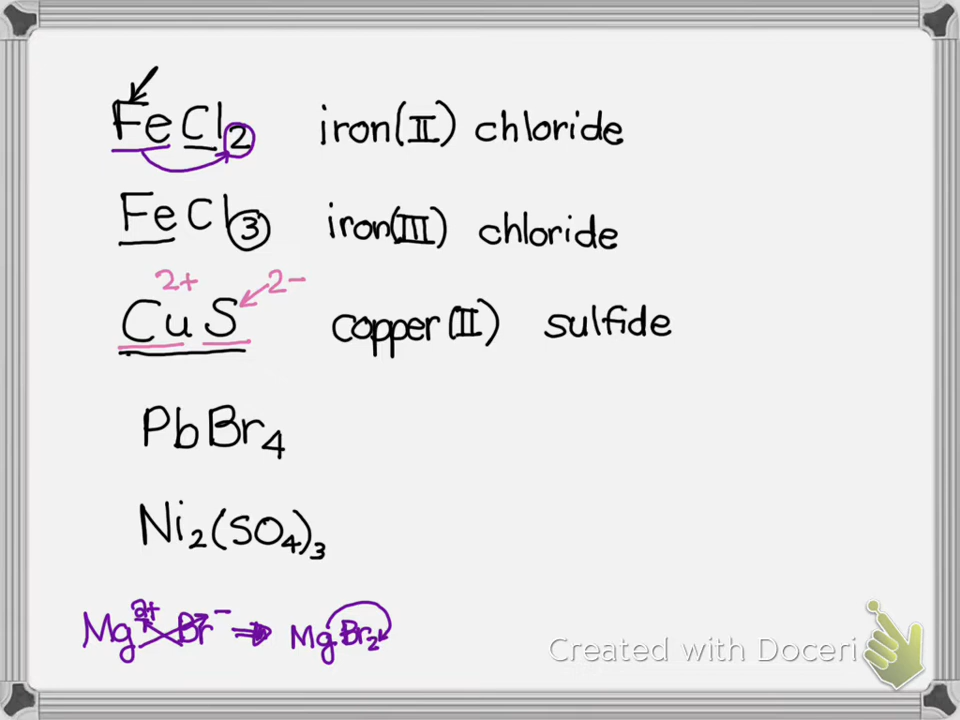 FeCl2 iron(II) chloride
FeCl3 iron(III) chloride
2+ 2-
CuS copper(II) sulfide
PbBr4
Ni2(SO4)3
Mg2+ Br- ⇒ MgBr2
Created with Doceri